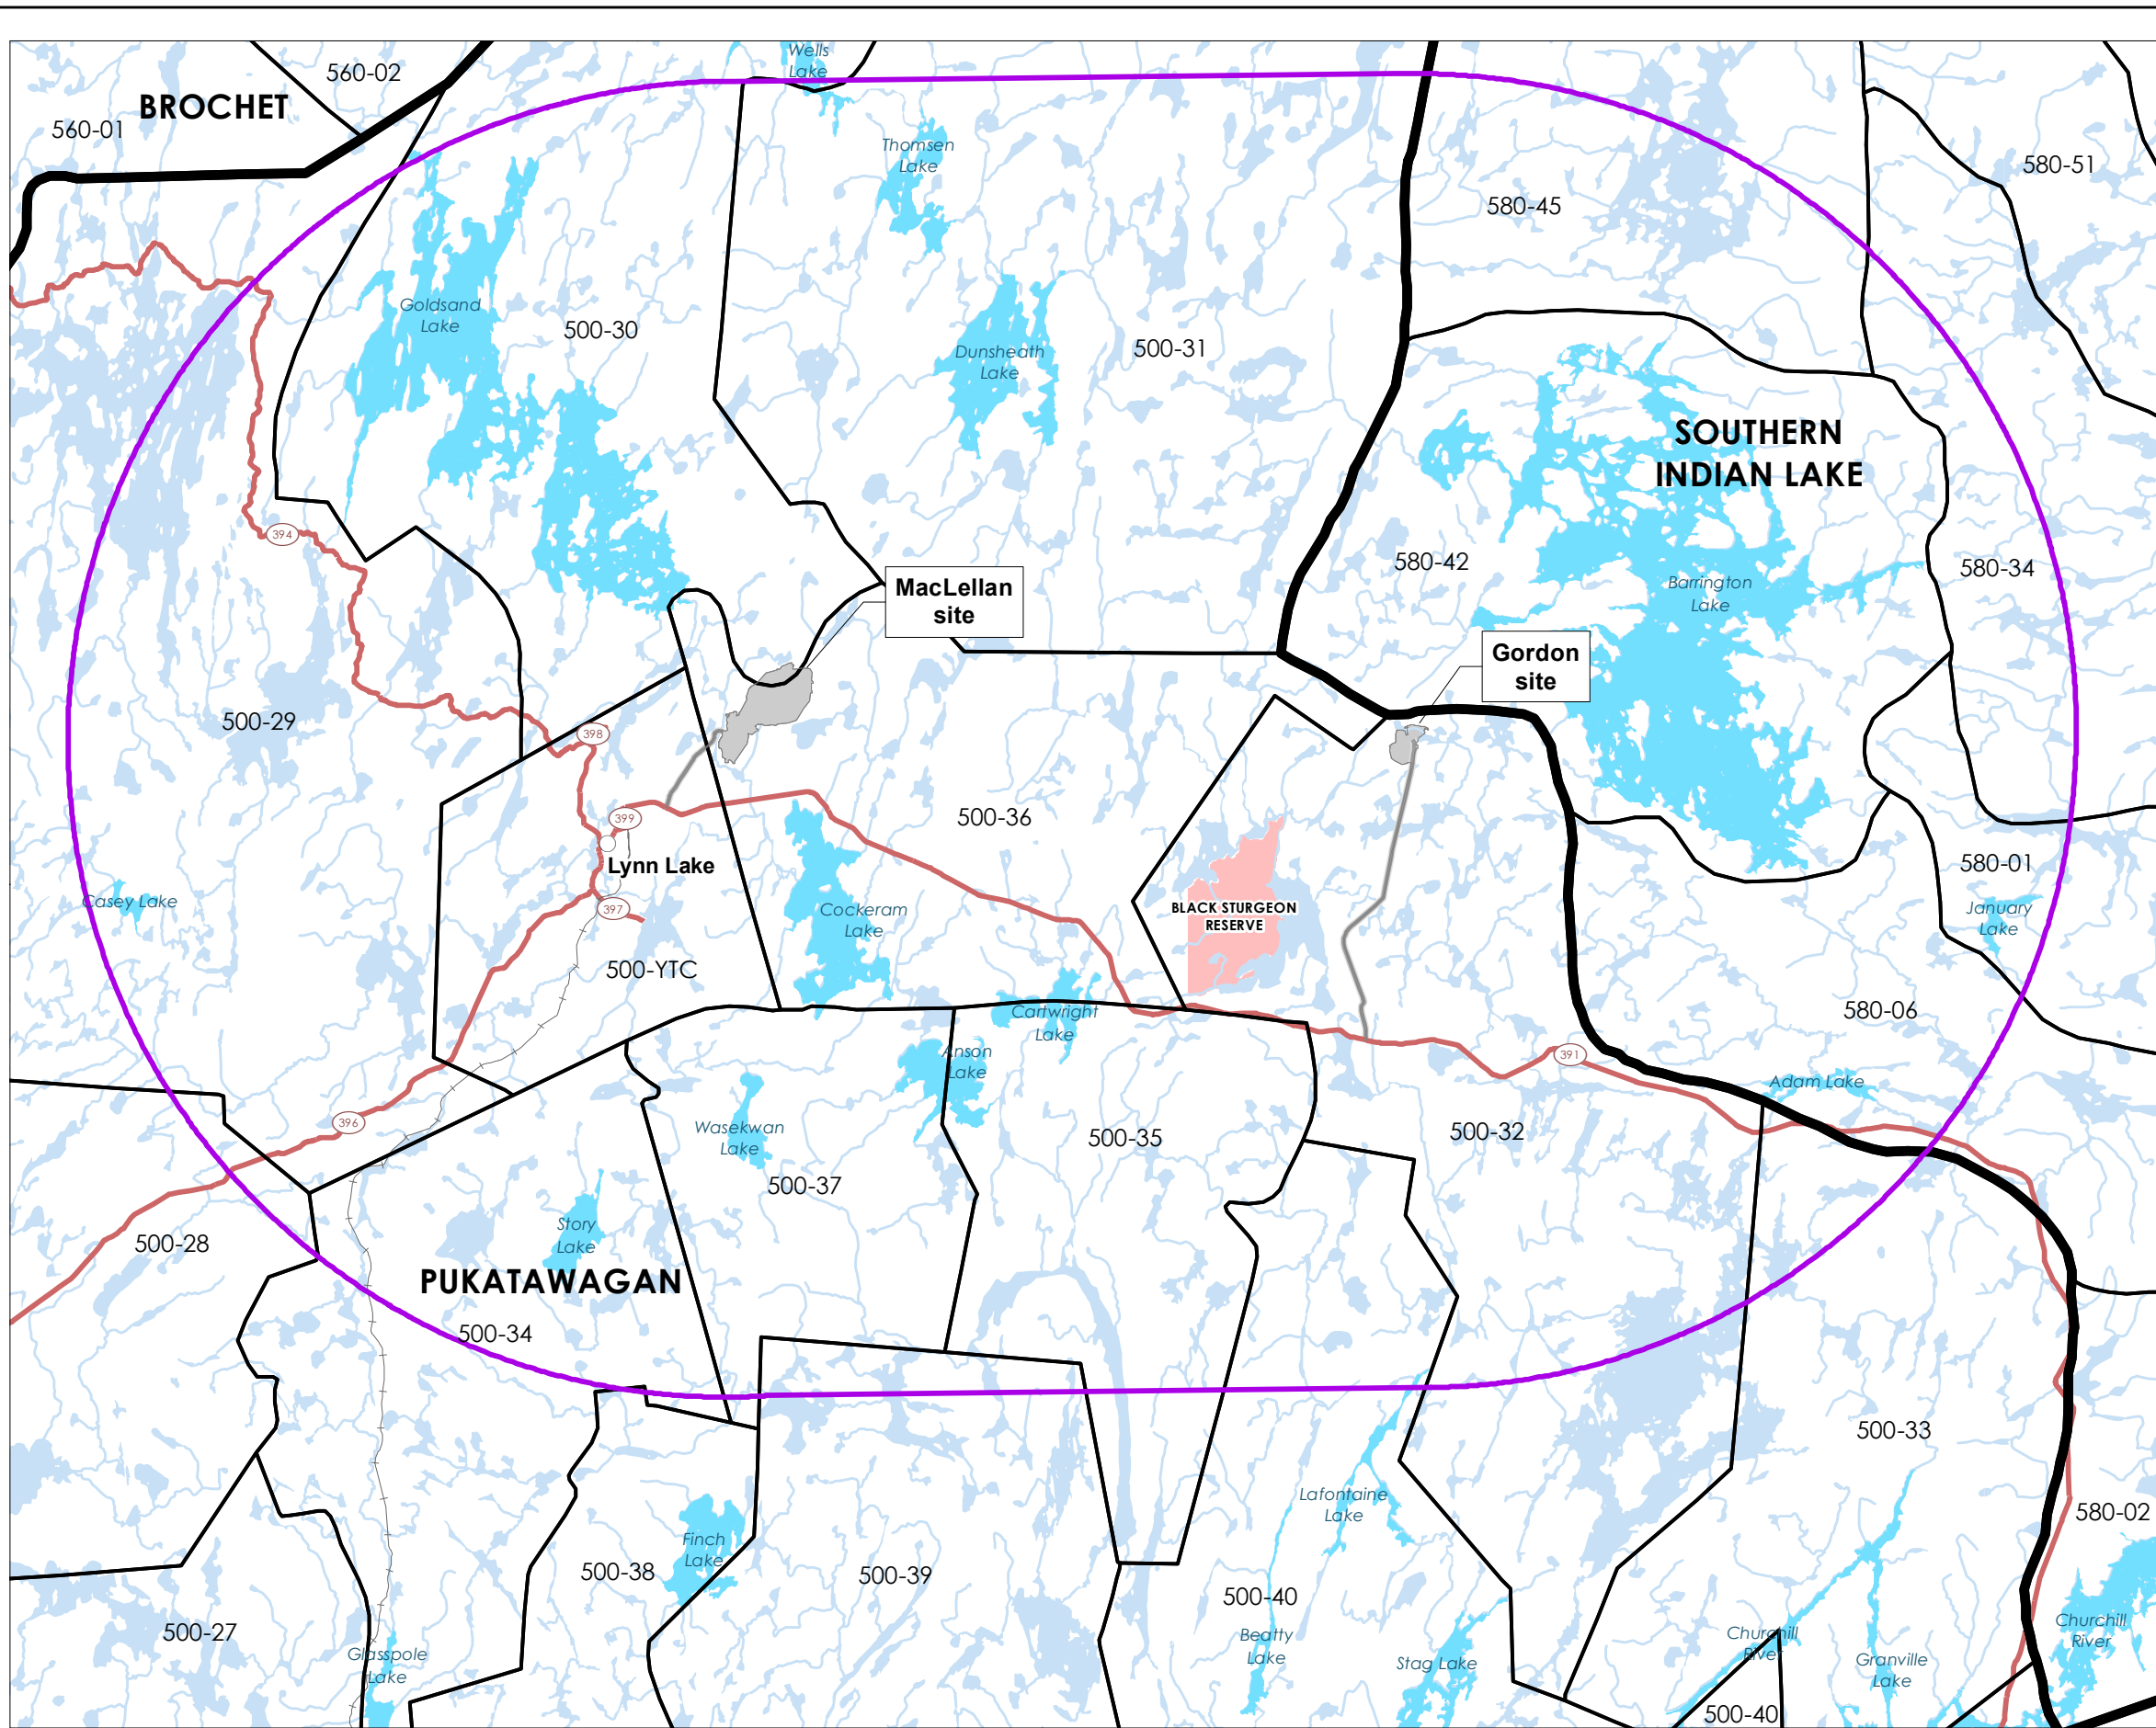 Wells
Lake
560-02
BROCHET
560-01
Thomsen
Lake
580-51
580-45
Goldsand
Lake
500-30
Dunsheath
Lake
500-31
SOUTHERN
INDIAN LAKE
394
580-42
580-34
MacLellan
site
Barrington
Lake
Gordon
site
500-29
398
399
500-36
Lynn Lake
580-01
Casey Lake
397
Cockeram
Lake
BLACK STURGEON
RESERVE
January
Lake
500-YTC
Cartwright
Lake
580-06
Anson
Lake
391
Adam Lake
396
Wasekwan
Lake
500-35
500-32
500-37
Story
Lake
500-28
PUKATAWAGAN
500-34
500-33
Lafontaine
Lake
580-02
Finch
Lake
500-38
500-39
500-40
500-27
Beatty
Lake
Churchill
River
Churchill
River
Glasspole
Lake
Stag Lake
Granville
Lake
500-40